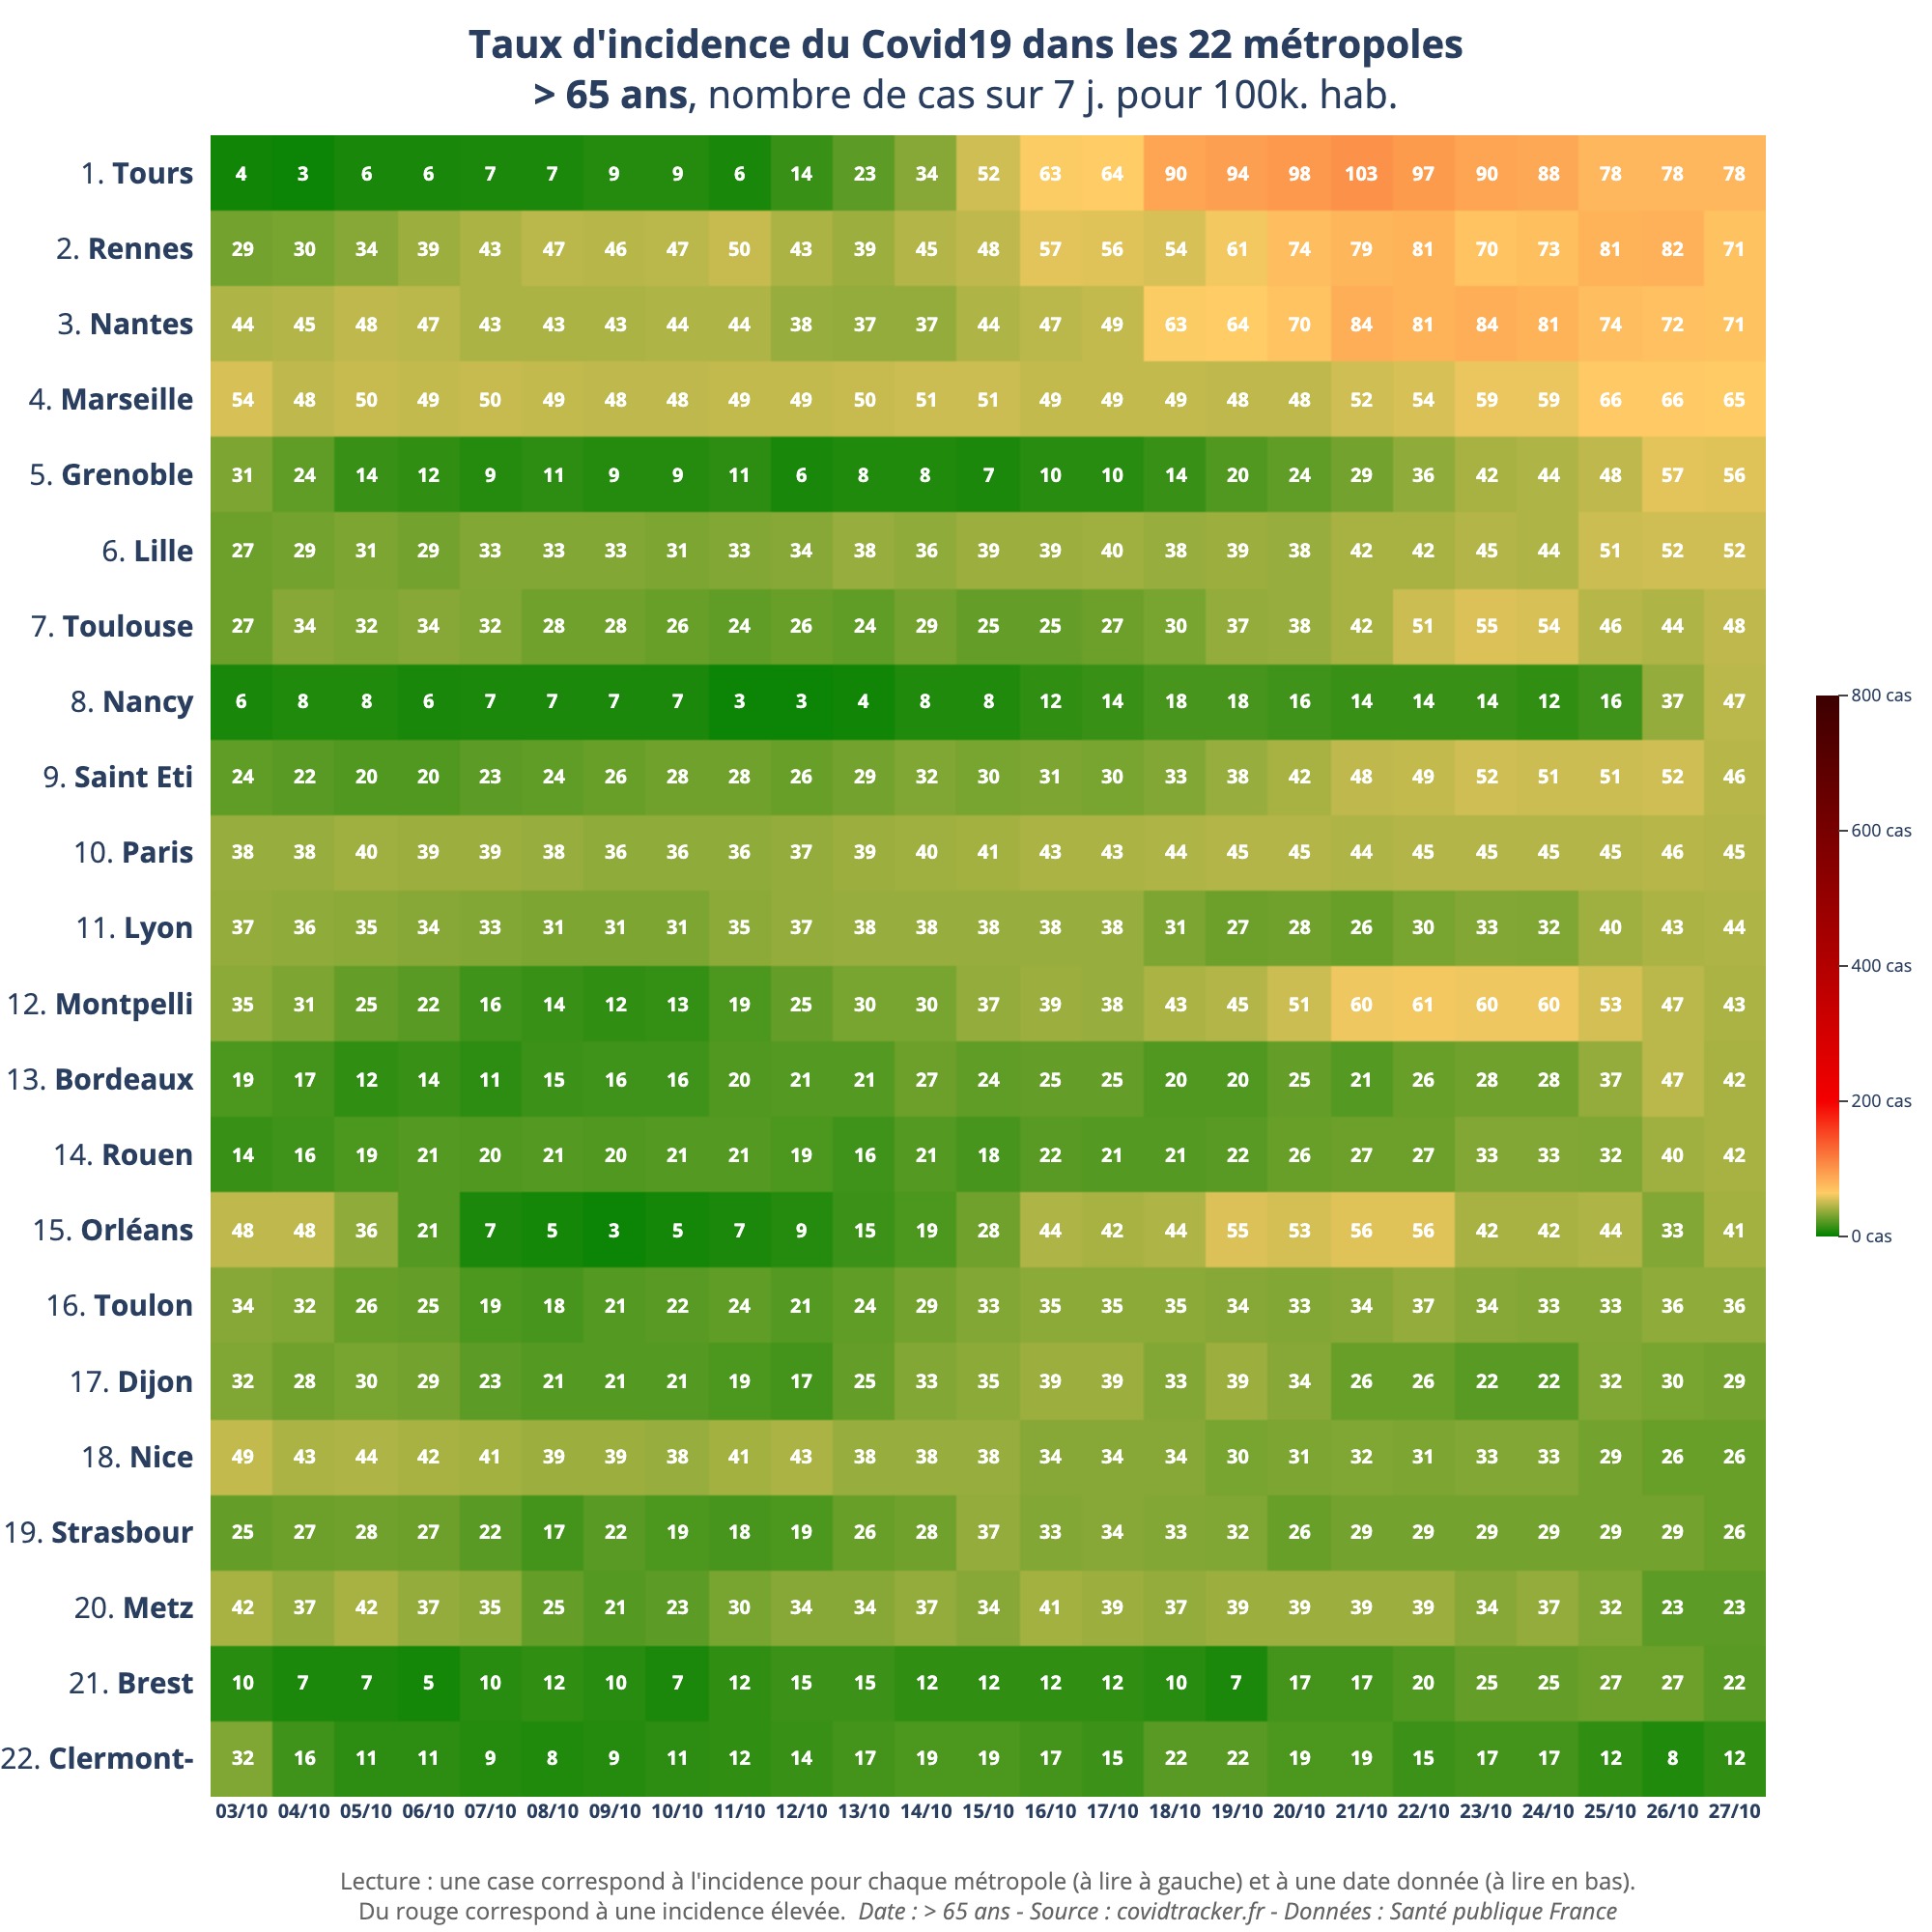 Taux d'incidence du Covid19 dans les 22 métropoles
> 65 ans, nombre de cas sur 7 j. pour 100k. hab.
1. Tours 4 3 6 6 7 7 9 9 6 14 23 34 52 63 64 90 94 98 103 97 90 88 78 78 78
2. Rennes 29 30 34 39 43 47 46 47 50 43 39 45 48 57 56 54 61 74 79 81 70 73 81 82 71
3. Nantes 44 45 48 47 43 43 43 44 44 38 37 37 44 47 49 63 64 70 84 81 84 81 74 72 71
4. Marseille 54 48 50 49 50 49 48 48 49 49 50 51 51 49 49 49 48 48 52 54 59 59 66 66 65
5. Grenoble 31 24 14 12 9 11 9 9 11 6 8 8 7 10 10 14 20 24 29 36 42 44 48 57 56
6. Lille 27 29 31 29 33 33 33 31 33 34 38 36 39 39 40 38 39 38 42 42 45 44 51 52 52
7. Toulouse 27 34 32 34 32 28 28 26 24 26 24 29 25 25 27 30 37 38 42 51 55 54 46 44 48
8. Nancy 6 8 8 6 7 7 7 7 3 3 4 8 8 12 14 18 18 16 14 14 14 12 16 37 47
9. Saint Eti 24 22 20 20 23 24 26 28 28 26 29 32 30 31 30 33 38 42 48 49 52 51 51 52 46
10. Paris 38 38 40 39 39 38 36 36 36 37 39 40 41 43 43 44 45 45 44 45 45 45 45 46 45
11. Lyon 37 36 35 34 33 31 31 31 35 37 38 38 38 38 38 31 27 28 26 30 33 32 40 43 44
12. Montpelli 35 31 25 22 16 14 12 13 19 25 30 30 37 39 38 43 45 51 60 61 60 60 53 47 43
13. Bordeaux 19 17 12 14 11 15 16 16 20 21 21 27 24 25 25 20 20 25 21 26 28 28 37 47 42
14. Rouen 14 16 19 21 20 21 20 21 21 19 16 21 18 22 21 21 22 26 27 27 33 33 32 40 42
15. Orléans 48 48 36 21 7 5 3 5 7 9 15 19 28 44 42 44 55 53 56 56 42 42 44 33 41
16. Toulon 34 32 26 25 19 18 21 22 24 21 24 29 33 35 35 35 34 33 34 37 34 33 33 36 36
17. Dijon 32 28 30 29 23 21 21 21 19 17 25 33 35 39 39 33 39 34 26 26 22 22 32 30 29
18. Nice 49 43 44 42 41 39 39 38 41 43 38 38 38 34 34 34 30 31 32 31 33 33 29 26 26
19. Strasbour 25 27 28 27 22 17 22 19 18 19 26 28 37 33 34 33 32 26 29 29 29 29 29 29 26
20. Metz 42 37 42 37 35 25 21 23 30 34 34 37 34 41 39 37 39 39 39 39 34 37 32 23 23
21. Brest 10 7 7 5 10 12 10 7 12 15 15 12 12 12 12 10 7 17 17 20 25 25 27 27 22
22. Clermont- 32 16 11 11 9 8 9 11 12 14 17 19 19 17 15 22 22 19 19 15 17 17 12 8 12
03/10 04/10 05/10 06/10 07/10 08/10 09/10 10/10 11/10 12/10 13/10 14/10 15/10 16/10 17/10 18/10 19/10 20/10 21/10 22/10 23/10 24/10 25/10 26/10 27/10
800 cas
600 cas
400 cas
200 cas
0 cas
Lecture : une case correspond à l'incidence pour chaque métropole (à lire à gauche) et à une date donnée (à lire en bas).
Du rouge correspond à une incidence élevée. Date : > 65 ans - Source : covidtracker.fr - Données : Santé publique France